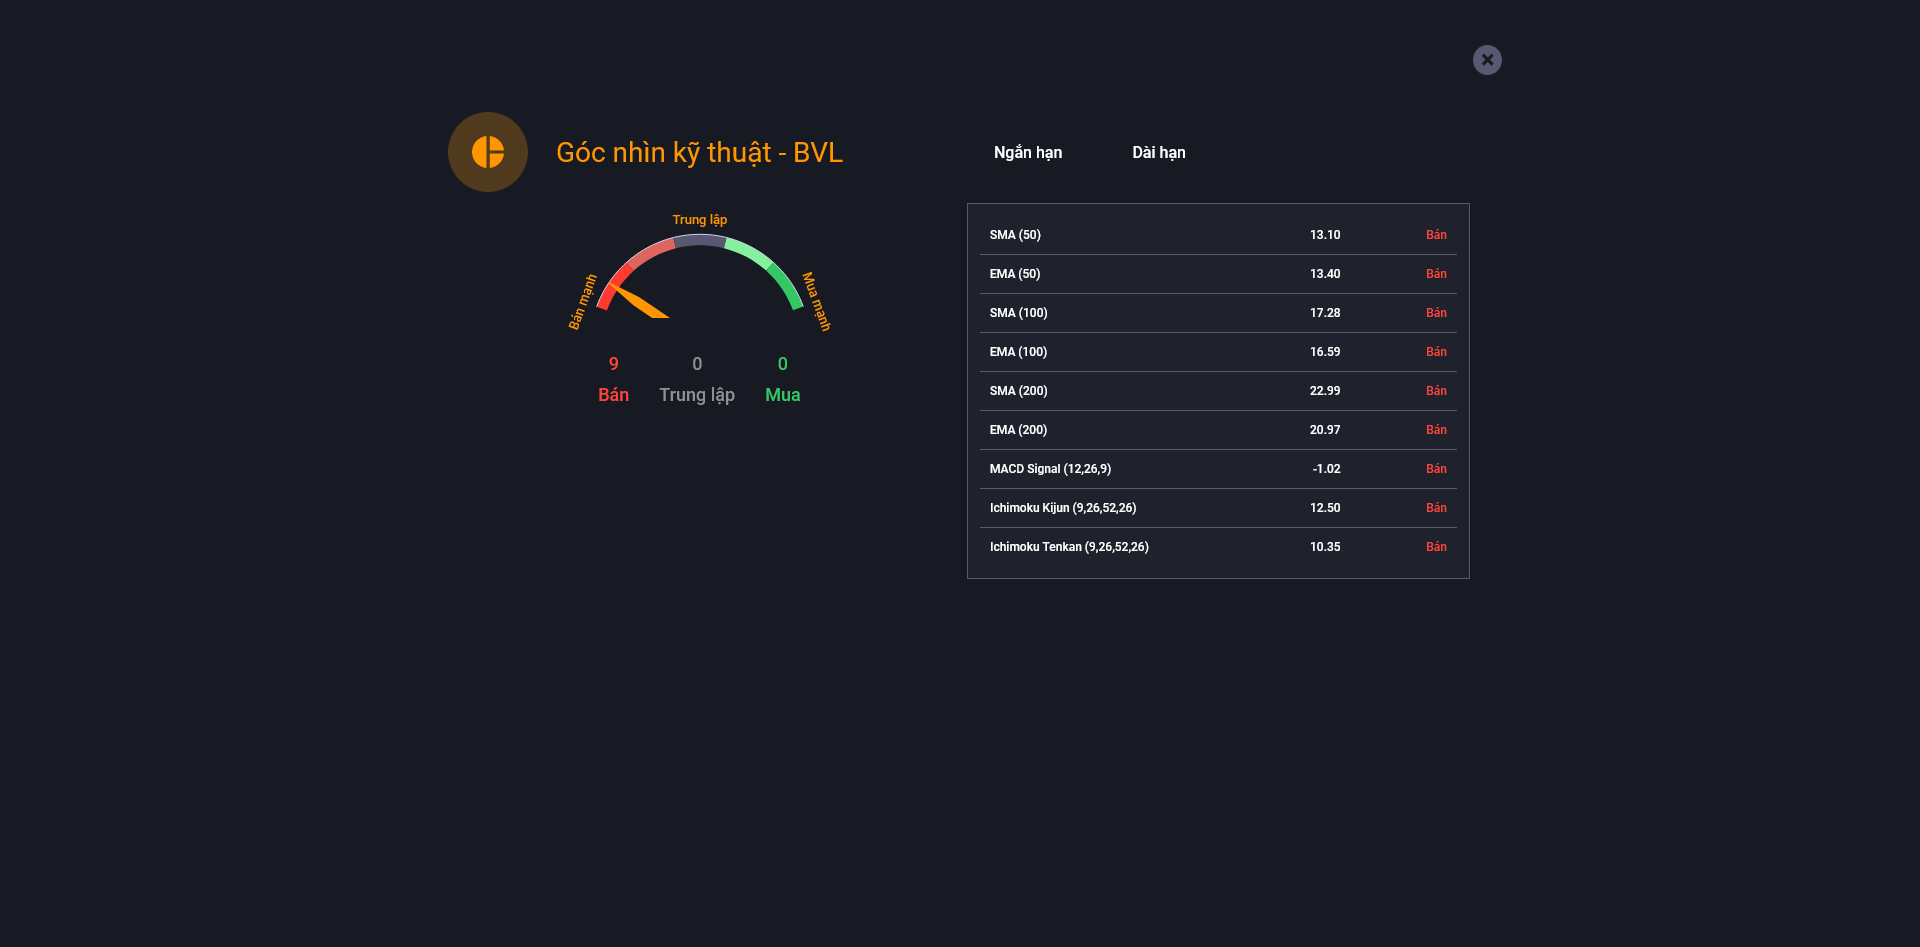 Góc nhìn kỹ thuật - BVL
Ngắn hạn Dài hạn
Trung lập
Bán mạnh
Mua mạnh
9 0 0
Bán Trung lập Mua
SMA (50) 13.10 Bán
EMA (50) 13.40 Bán
SMA (100) 17.28 Bán
EMA (100) 16.59 Bán
SMA (200) 22.99 Bán
EMA (200) 20.97 Bán
MACD Signal (12,26,9) -1.02 Bán
Ichimoku Kijun (9,26,52,26) 12.50 Bán
Ichimoku Tenkan (9,26,52,26) 10.35 Bán